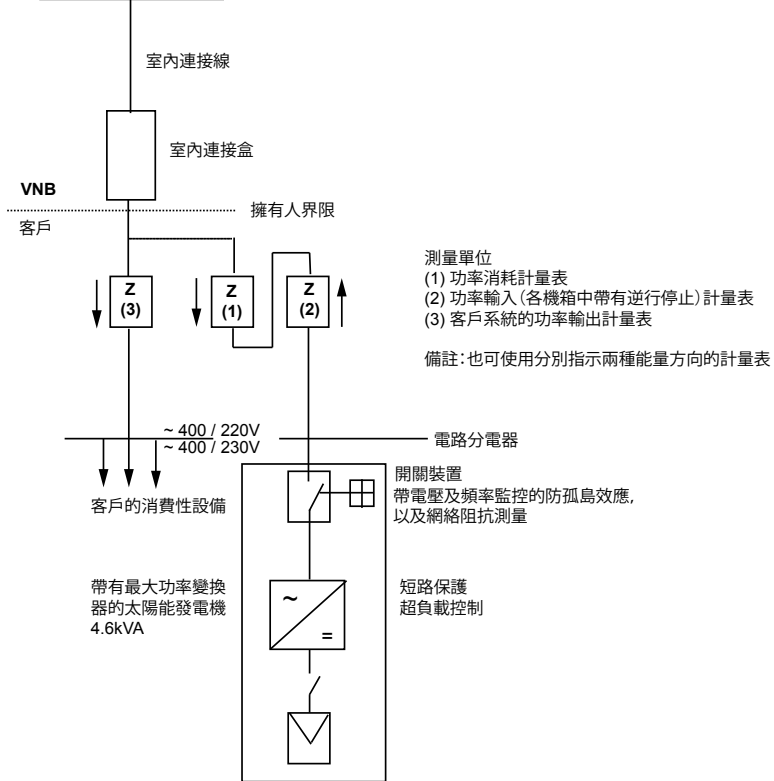 室內連接線
室內連接盒
VNB
擁有人界限
客戶
Z
(3)
Z
(1)
Z
(2)
測量單位
(1) 功率消耗計量表
(2) 功率輸入(各機箱中帶有逆行停止)計量表
(3) 客戶系統的功率輸出計量表
備註:也可使用分別指示兩種能量方向的計量表
~ 400 / 220V
~ 400 / 230V
電路分電器
客戶的消費性設備
開關裝置
帶電壓及頻率監控的防孤島效應,
以及網絡阻抗測量
帶有最大功率變換
器的太陽能發電機
4.6kVA
~
=
短路保護
超負載控制